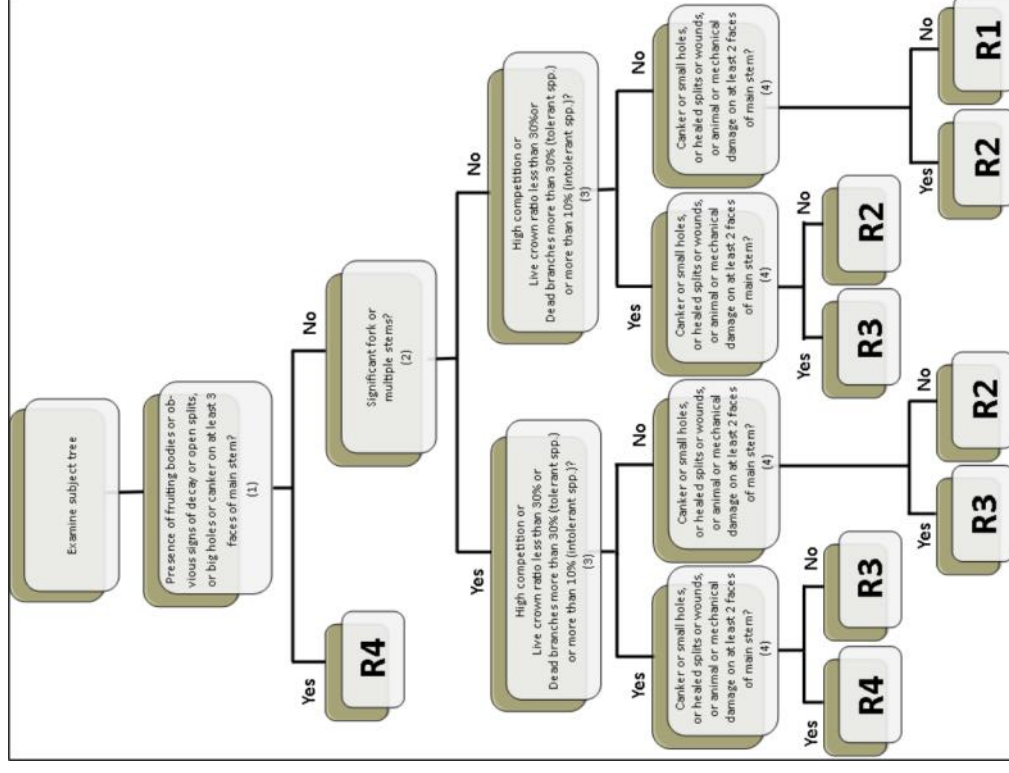 Examine subject tree
Presence of fruiting bodies or ob-
vious signs of decay or open splits,
or big holes or canker on at least 3
faces of main stem?
(1)
Yes
No
R4
Significant fork or
multiple stems?
(2)
Yes
No
High competition or
Live crown ratio less than 30% or
Dead branches more than 30% (tolerant spp.)
or more than 10% (intolerant spp.)?
(3)
High competition or
Live crown ratio less than 30%or
Dead branches more than 30% (tolerant spp.)
or more than 10% (intolerant spp.)?
(3)
Yes
No
Yes
No
Canker or small holes,
or healed splits or wounds,
or animal or mechanical
damage on at least 2 faces
of main stem?
(4)
Canker or small holes,
or healed splits or wounds,
or animal or mechanical
damage on at least 2 faces
of main stem?
(4)
Canker or small holes,
or healed splits or wounds,
or animal or mechanical
damage on at least 2 faces
of main stem?
(4)
Canker or small holes,
or healed splits or wounds,
or animal or mechanical
damage on at least 2 faces
of main stem?
(4)
Yes
No
Yes
No
Yes
No
Yes
No
R4
R3
R3
R2
R3
R2
R2
R1